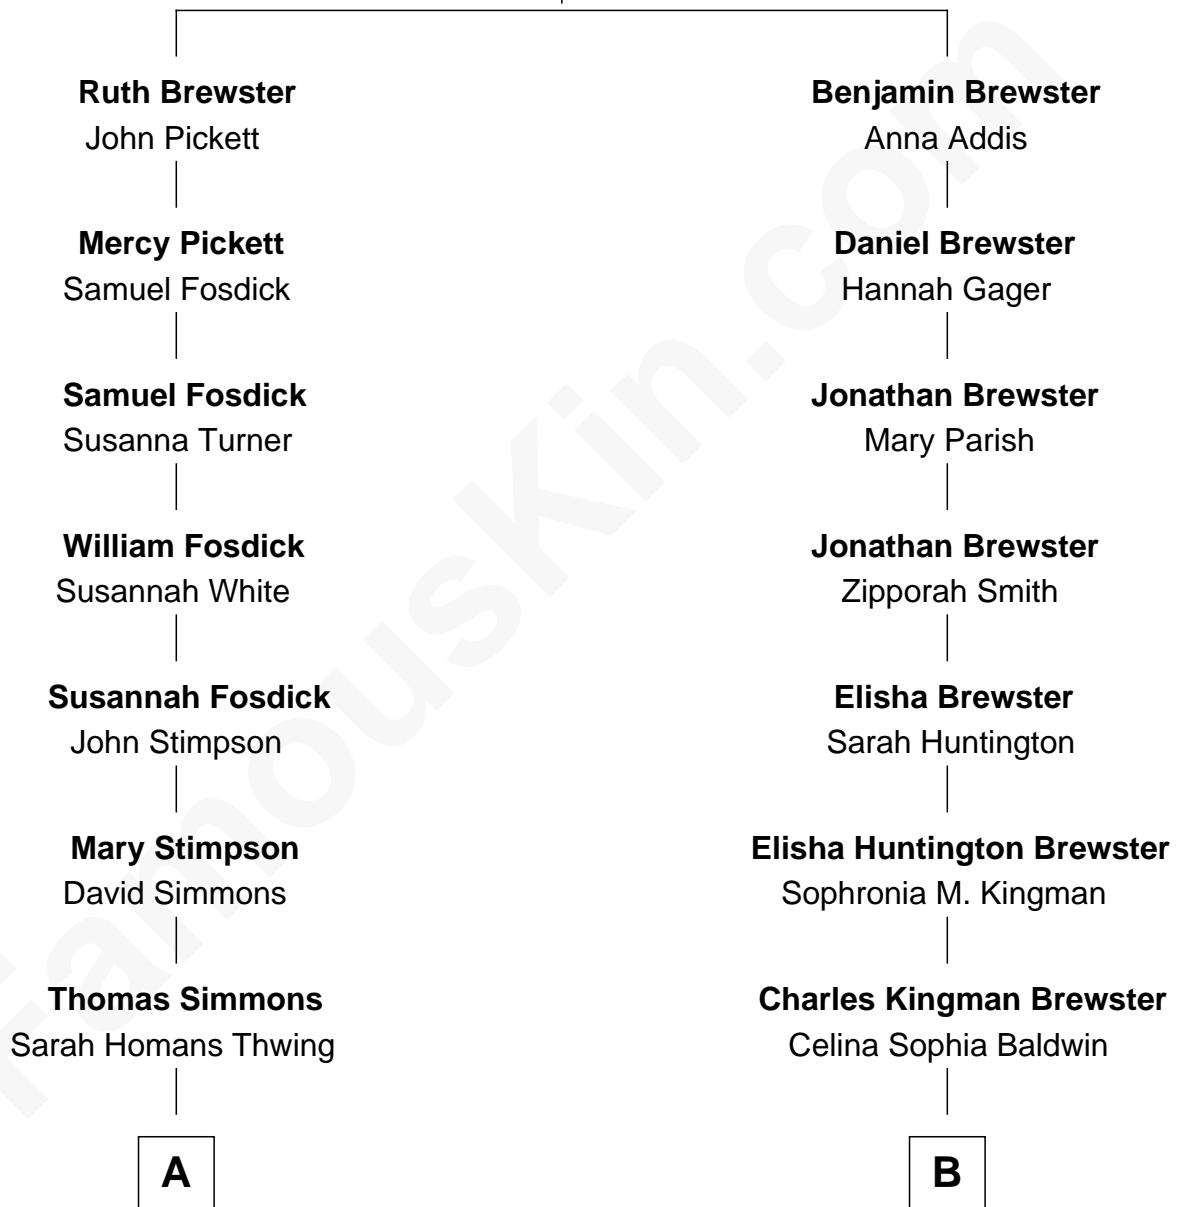 Ruth Brewster
John Pickett
Mercy Pickett
Samuel Fosdick
Samuel Fosdick
Susanna Turner
William Fosdick
Susannah White
Susannah Fosdick
John Stimpson
Mary Stimpson
David Simmons
Thomas Simmons
Sarah Homans Thwing
A
Benjamin Brewster
Anna Addis
Daniel Brewster
Hannah Gager
Jonathan Brewster
Mary Parish
Jonathan Brewster
Zipporah Smith
Elisha Brewster
Sarah Huntington
Elisha Huntington Brewster
Sophronia M. Kingman
Charles Kingman Brewster
Celina Sophia Baldwin
B
FamousKin.com